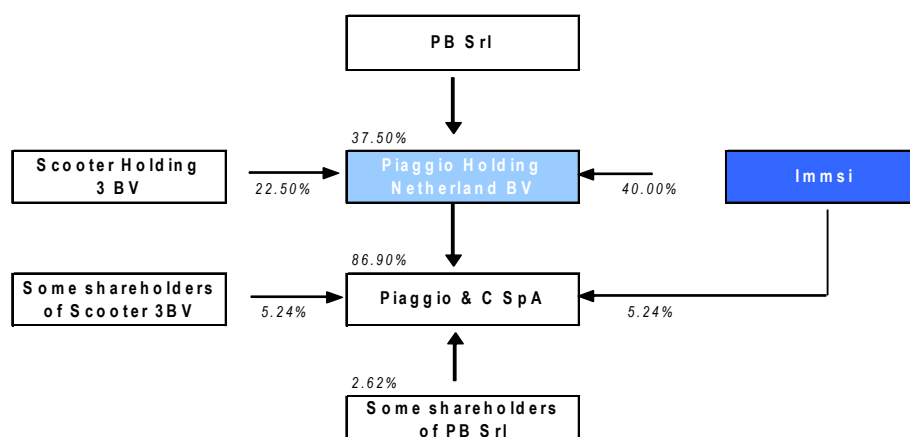 PB Srl
37.50%
Scooter Holding
3 BV
22.50%
Piaggio Holding
Netherland BV
40.00%
Immsi
86.90%
Some shareholders
of Scooter 3BV
5.24%
Piaggio & C SpA
5.24%
2.62%
Some shareholders
of PB Srl